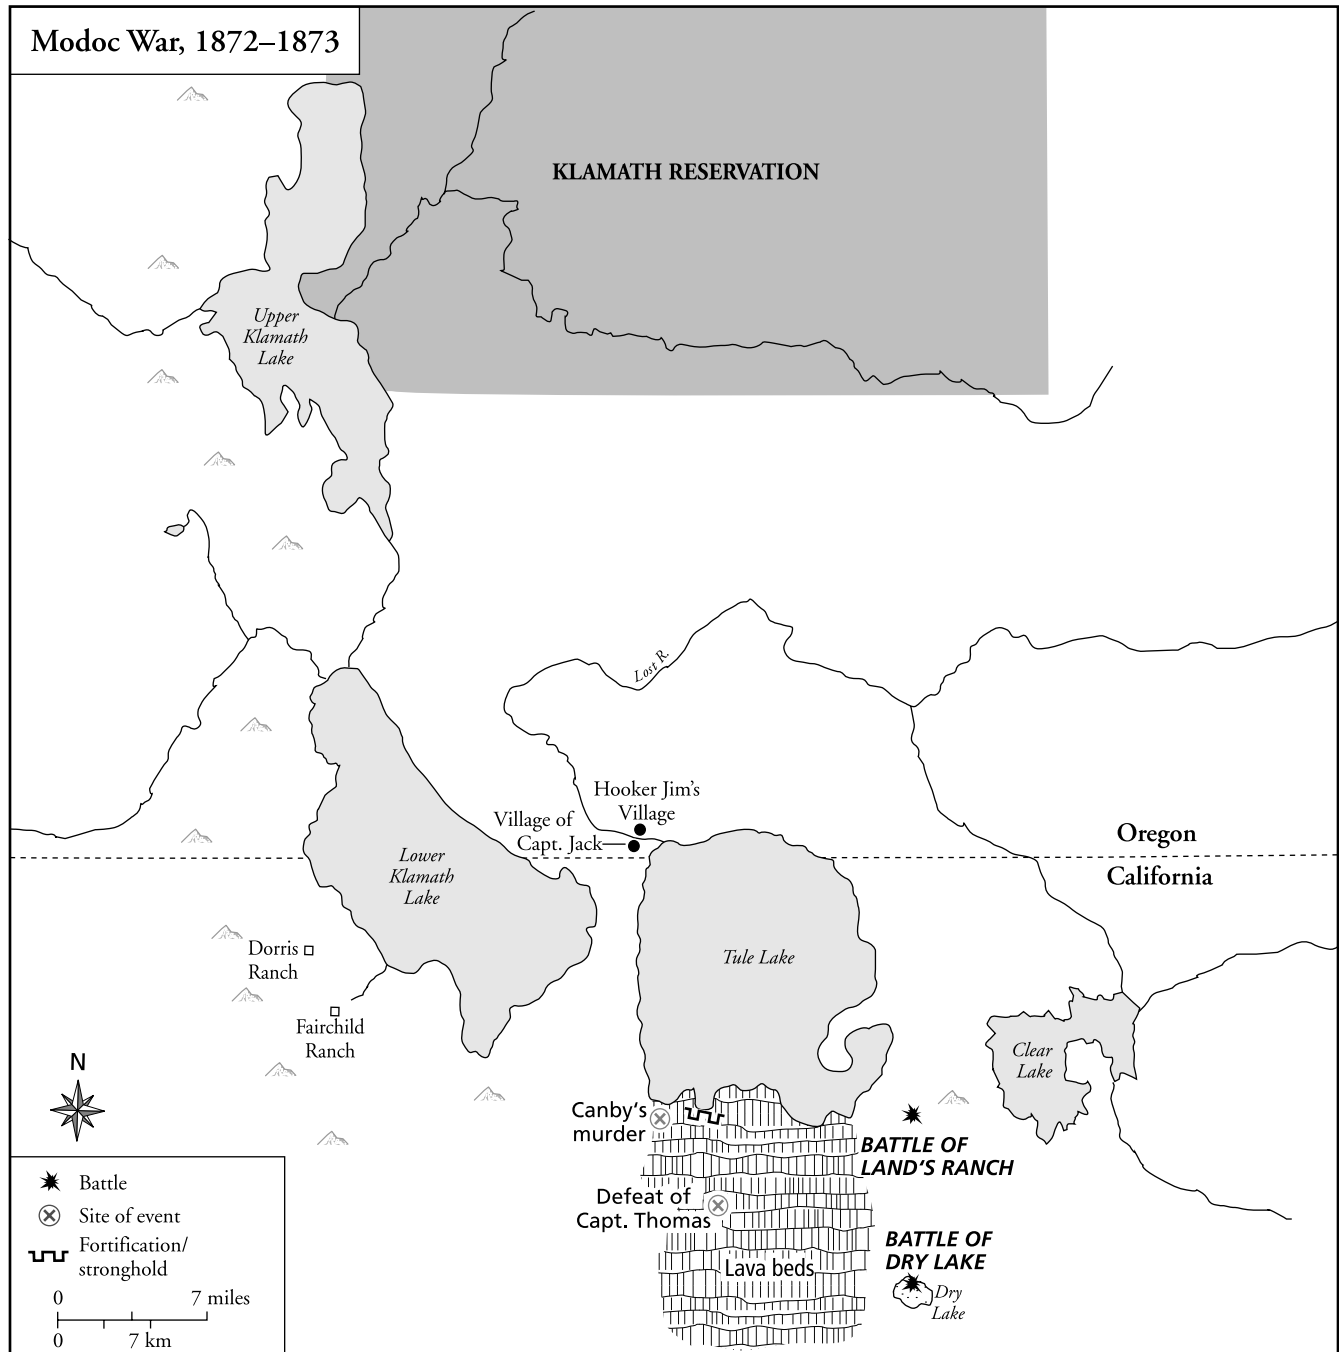 Modoc War, 1872–1873
KLAMATH RESERVATION
Upper
Klamath
Lake
Lost R.
Hooker Jim's
Village
Village of
Capt. Jack
Oregon
California
Lower
Klamath
Lake
Dorris
Ranch
Tule Lake
Fairchild
Ranch
Clear
Lake
N
Canby's
murder
BATTLE OF
LAND'S RANCH
Defeat of
Capt. Thomas
BATTLE OF
DRY LAKE
Lava beds
Dry
Lake
Battle
Site of event
Fortification/
stronghold
0 7 miles
0 7 km